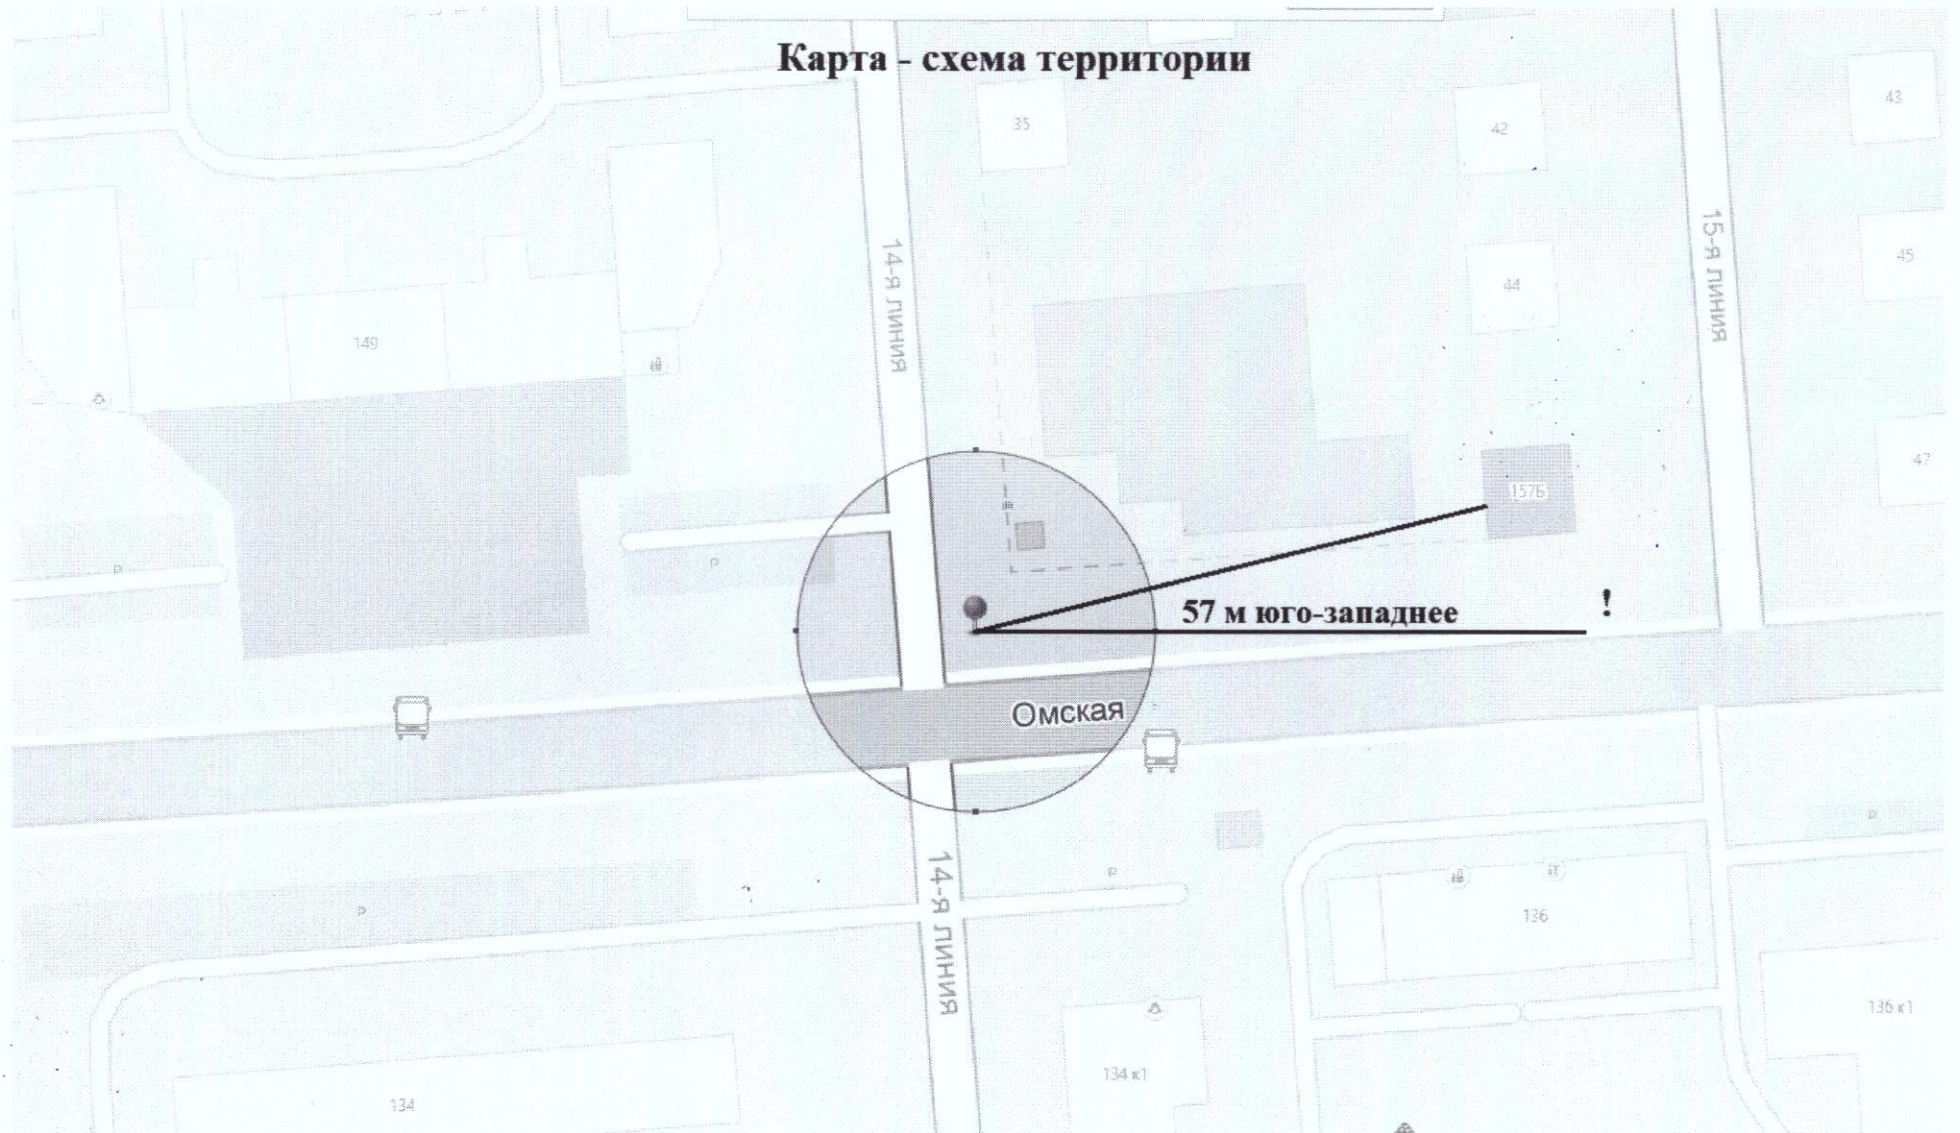 Карта - схема территории
35
42
43
14-я линия
15-я линия
45
44
149
47
157Б
P
P
57 м юго-западнее
!
Омская
P
14-я линия
P
P
136
136 к1
134 к1
134